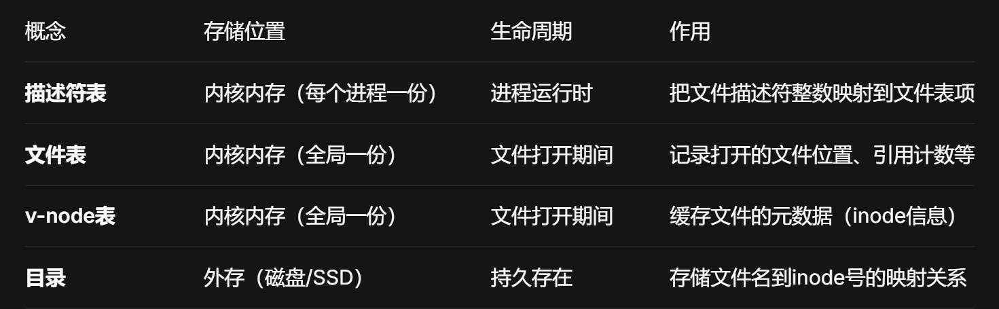 概念 存储位置 生命周期 作用
描述符表 内核内存（每个进程一份） 进程运行时 把文件描述符整数映射到文件表项
文件表 内核内存（全局一份） 文件打开期间 记录打开的文件位置、引用计数等
v-node表 内核内存（全局一份） 文件打开期间 缓存文件的元数据（inode信息）
目录 外存（磁盘/SSD） 持久存在 存储文件名到inode号的映射关系